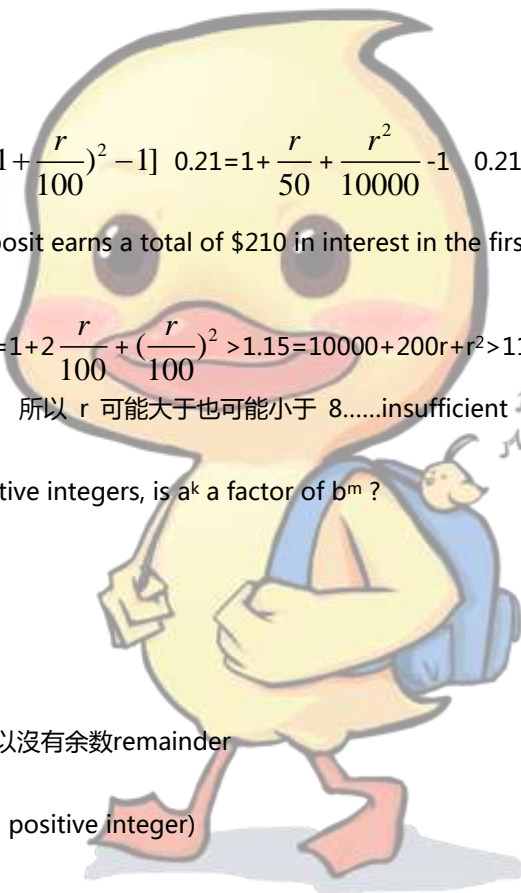 1+ r/100 )² −1] 0.21=1+ r/50 + r²/10000 -1 0.21
posit earns a total of $210 in interest in the firs
=1+2 r/100 + ( r/100 )² >1.15=10000+200r+r²>11
所以 r 可能大于也可能小于 8......insufficient
tive integers, is aᵏ a factor of bᵐ ?
以沒有余数remainder
positive integer)